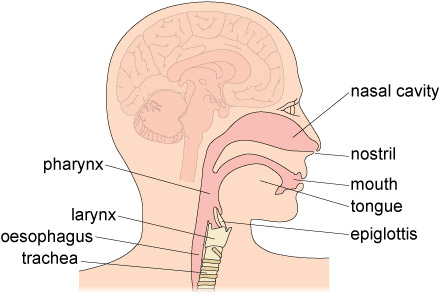 nasal cavity
nostril
pharynx
mouth
tongue
larynx
epiglottis
oesophagus
trachea